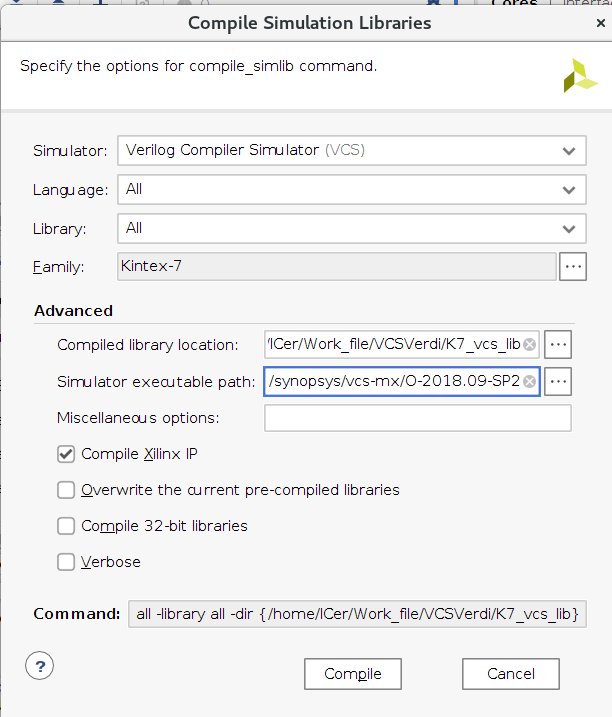 Compile Simulation Libraries
Specify the options for compile_simlib command.
Simulator: Verilog Compiler Simulator (VCS)
Language: All
Library: All
Family: Kintex-7
Advanced
Compiled library location: /ICer/Work_file/VCSVerdi/K7_vcs_lib
Simulator executable path: /synopsys/vcs-mx/O-2018.09-SP2
Miscellaneous options:
Compile Xilinx IP
Overwrite the current pre-compiled libraries
Compile 32-bit libraries
Verbose
Command: all -library all -dir {/home/ICer/Work_file/VCSVerdi/K7_vcs_lib}
?
Compile Cancel